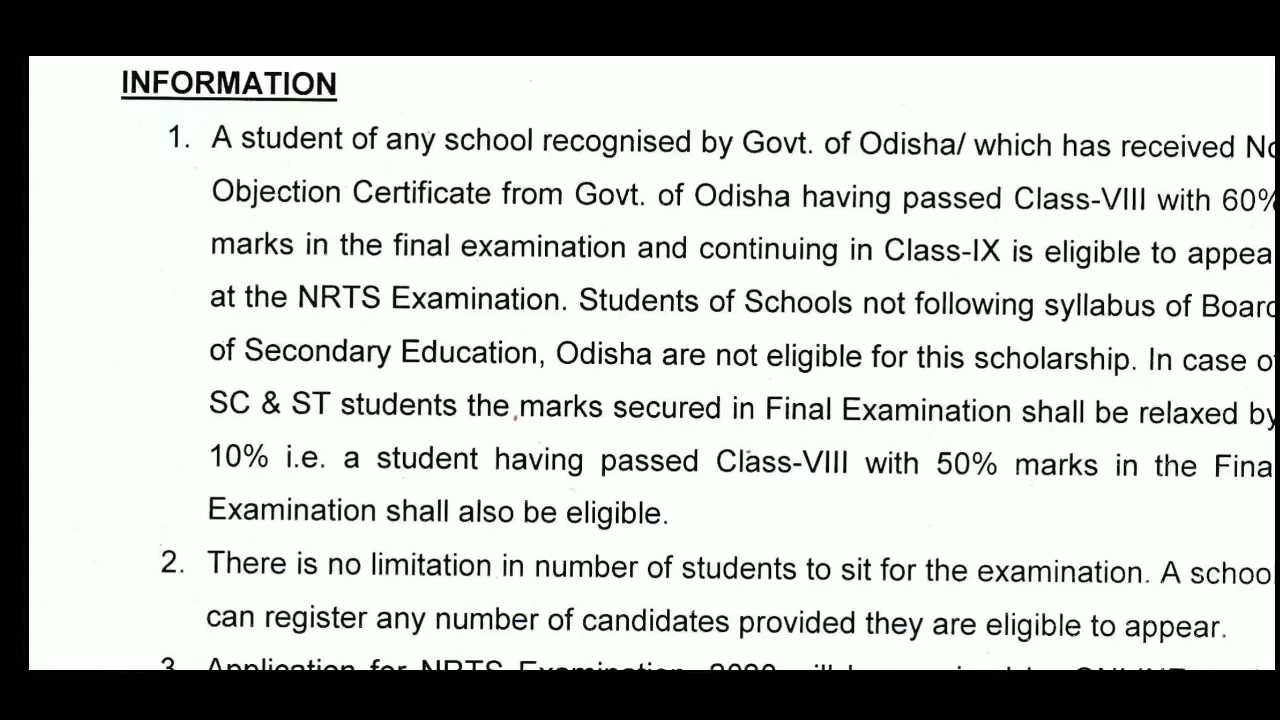 INFORMATION
1. A student of any school recognised by Govt. of Odisha/ which has received No
Objection Certificate from Govt. of Odisha having passed Class-VIII with 60%
marks in the final examination and continuing in Class-IX is eligible to appea
at the NRTS Examination. Students of Schools not following syllabus of Board
of Secondary Education, Odisha are not eligible for this scholarship. In case of
SC & ST students the marks secured in Final Examination shall be relaxed by
10% i.e. a student having passed Class-VIII with 50% marks in the Fina
Examination shall also be eligible.
2. There is no limitation in number of students to sit for the examination. A schoo
can register any number of candidates provided they are eligible to appear.
3. Application for NRTS Examination